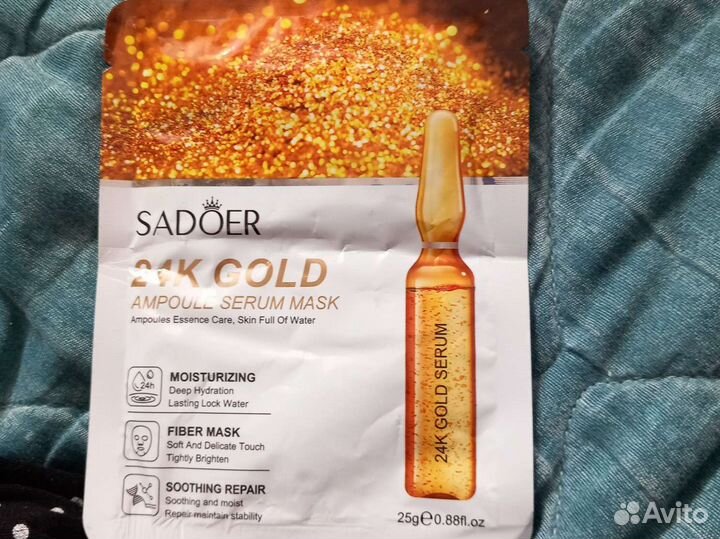 SADOER
24K GOLD
AMPOULE SERUM MASK
Ampoules Essence Care, Skin Full Of Water
24h
MOISTURIZING
Deep Hydration
Lasting Lock Water
FIBER MASK
Soft And Delicate Touch
Tightly Brighten
SOOTHING REPAIR
Soothing and moist
Repair maintain stability
24K GOLD SERUM
25g℮0.88fl.oz
Avito